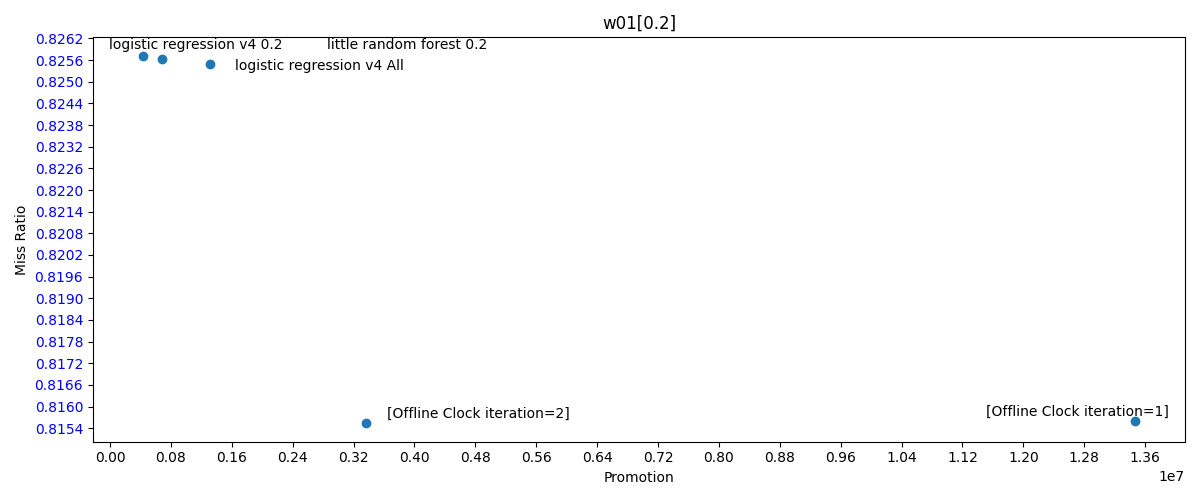 w01[0.2]
0.8262
0.8256
0.8250
0.8244
0.8238
0.8232
0.8226
0.8220
0.8214
0.8208
0.8202
0.8196
0.8190
0.8184
0.8178
0.8172
0.8166
0.8160
0.8154
Miss Ratio
logistic regression v4 0.2
little random forest 0.2
logistic regression v4 All
[Offline Clock iteration=2]
[Offline Clock iteration=1]
0.00 0.08 0.16 0.24 0.32 0.40 0.48 0.56 0.64 0.72 0.80 0.88 0.96 1.04 1.12 1.20 1.28 1.36
1e7
Promotion